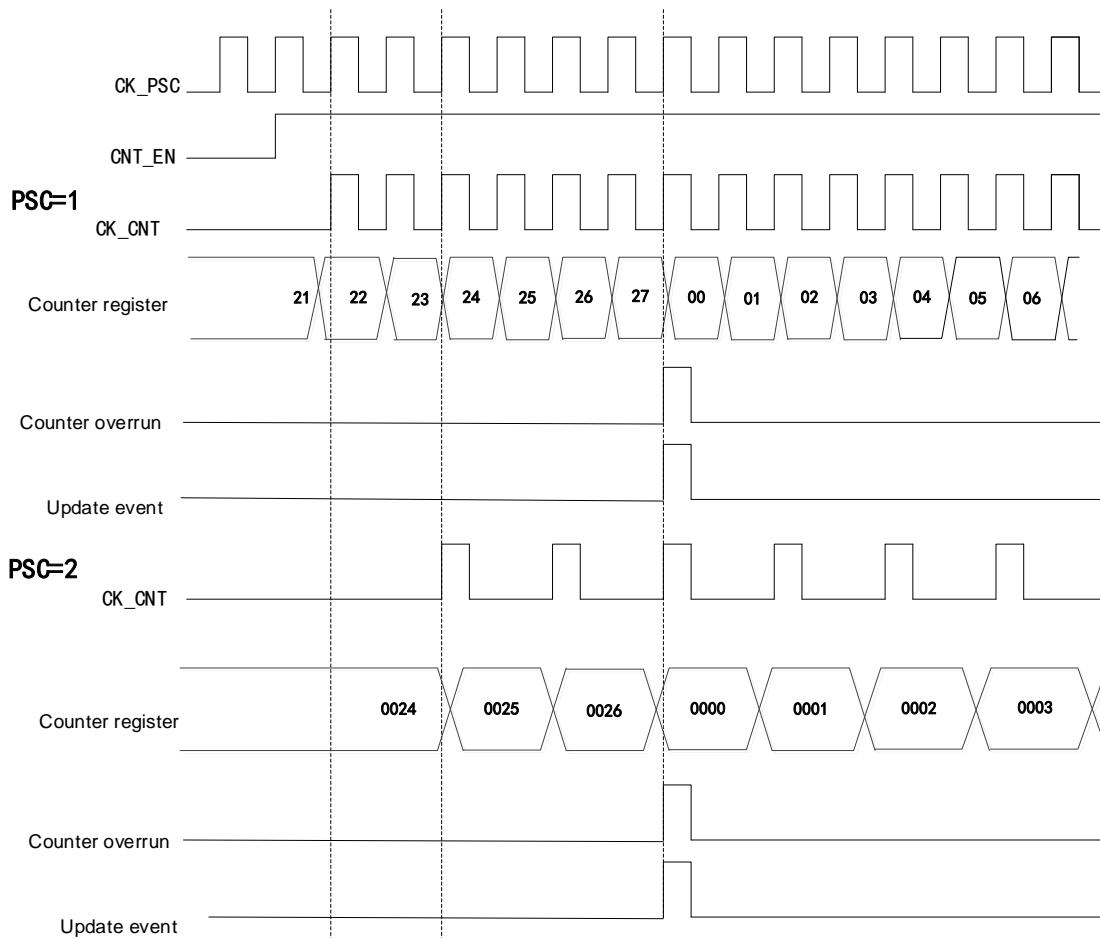 CK_PSC
CNT_EN
PSC=1
CK_CNT
Counter register 21 22 23 24 25 26 27 00 01 02 03 04 05 06
Counter overrun
Update event
PSC=2
CK_CNT
Counter register 0024 0025 0026 0000 0001 0002 0003
Counter overrun
Update event